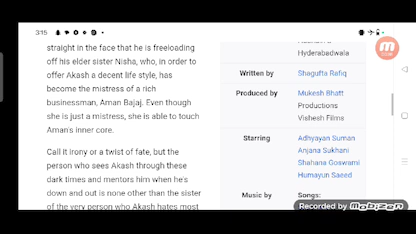 3:15
straight in the face that he is freeloading
off his elder sister Nisha, who, in order to
offer Akash a decent life style, has
become the mistress of a rich
businessman, Aman Bajaj. Even though
she is just a mistress, she is able to touch
Aman's inner core.
Call it irony or a twist of fate, but the
person who sees Akash through these
dark times and mentors him when he's
down and out is none other than the sister
of the very person who Akash hates most
Hyderabadwala
Written by Shagufta Rafiq
Produced by Mukesh Bhatt
Productions
Vishesh Films
Starring Adhyayan Suman
Anjana Sukhani
Shahana Goswami
Humayun Saeed
Music by Songs:
Recorded by Mobizen